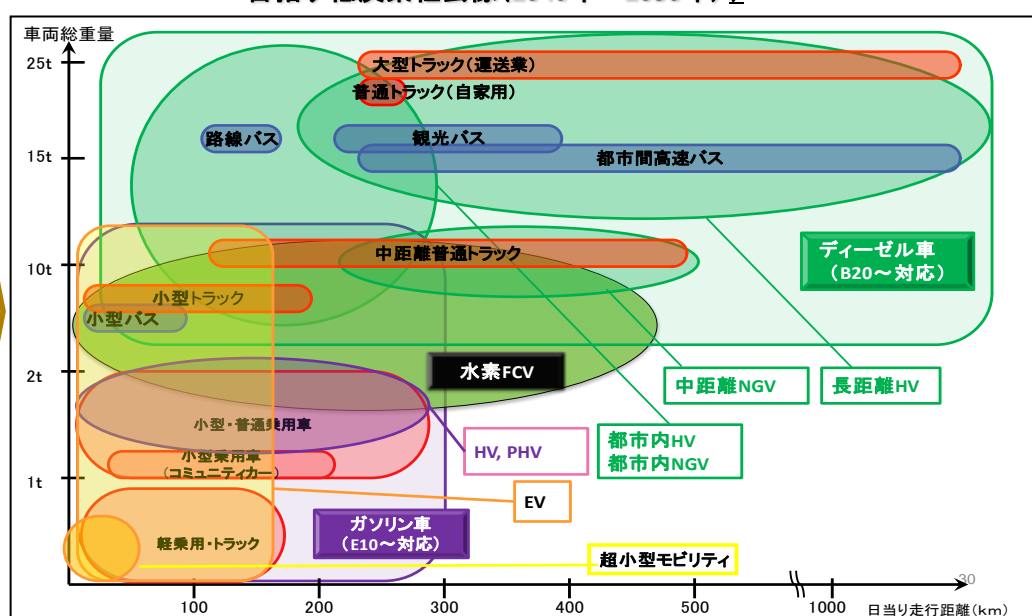 車両総重量
25t
大型トラック(運送業)
普通トラック(自家用)
路線バス
観光バス
15t
都市間高速バス
ディーゼル車
(B20～対応)
10t
中距離普通トラック
小型トラック
小型バス
2t
水素FCV
中距離NGV
長距離HV
小型・普通乗用車
HV, PHV
都市内HV
都市内NGV
小型乗用車
(コミュニティカー)
1t
EV
ガソリン車
(E10～対応)
軽乗用・トラック
超小型モビリティ
30
100
200
300
400
500
1000
日当り走行距離(km)